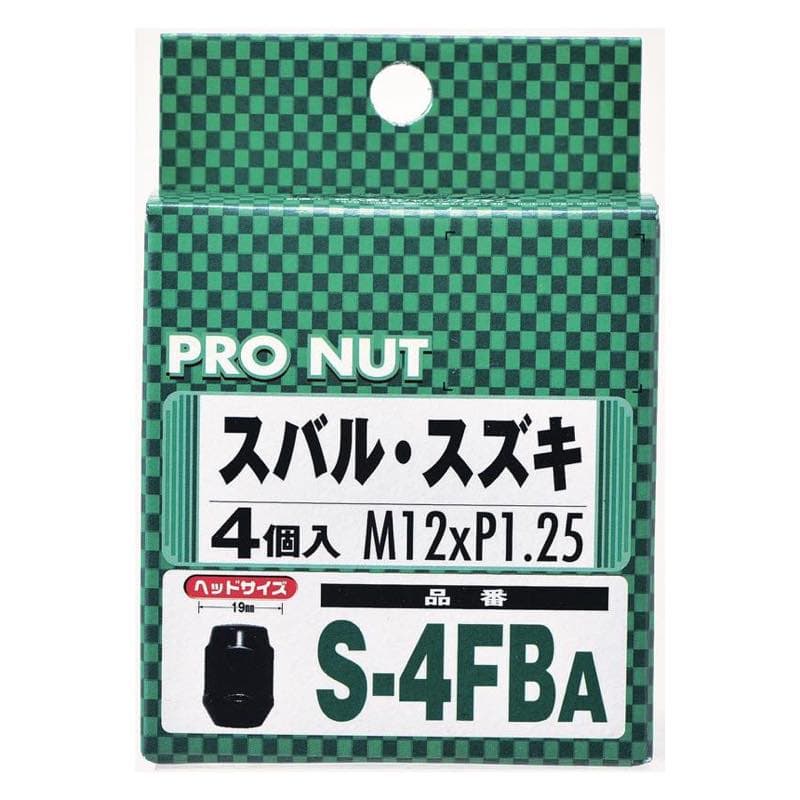 PRO NUT
スバル・スズキ
4個入 M12xP1.25
ヘッドサイズ
19mm
品番
S-4FBA